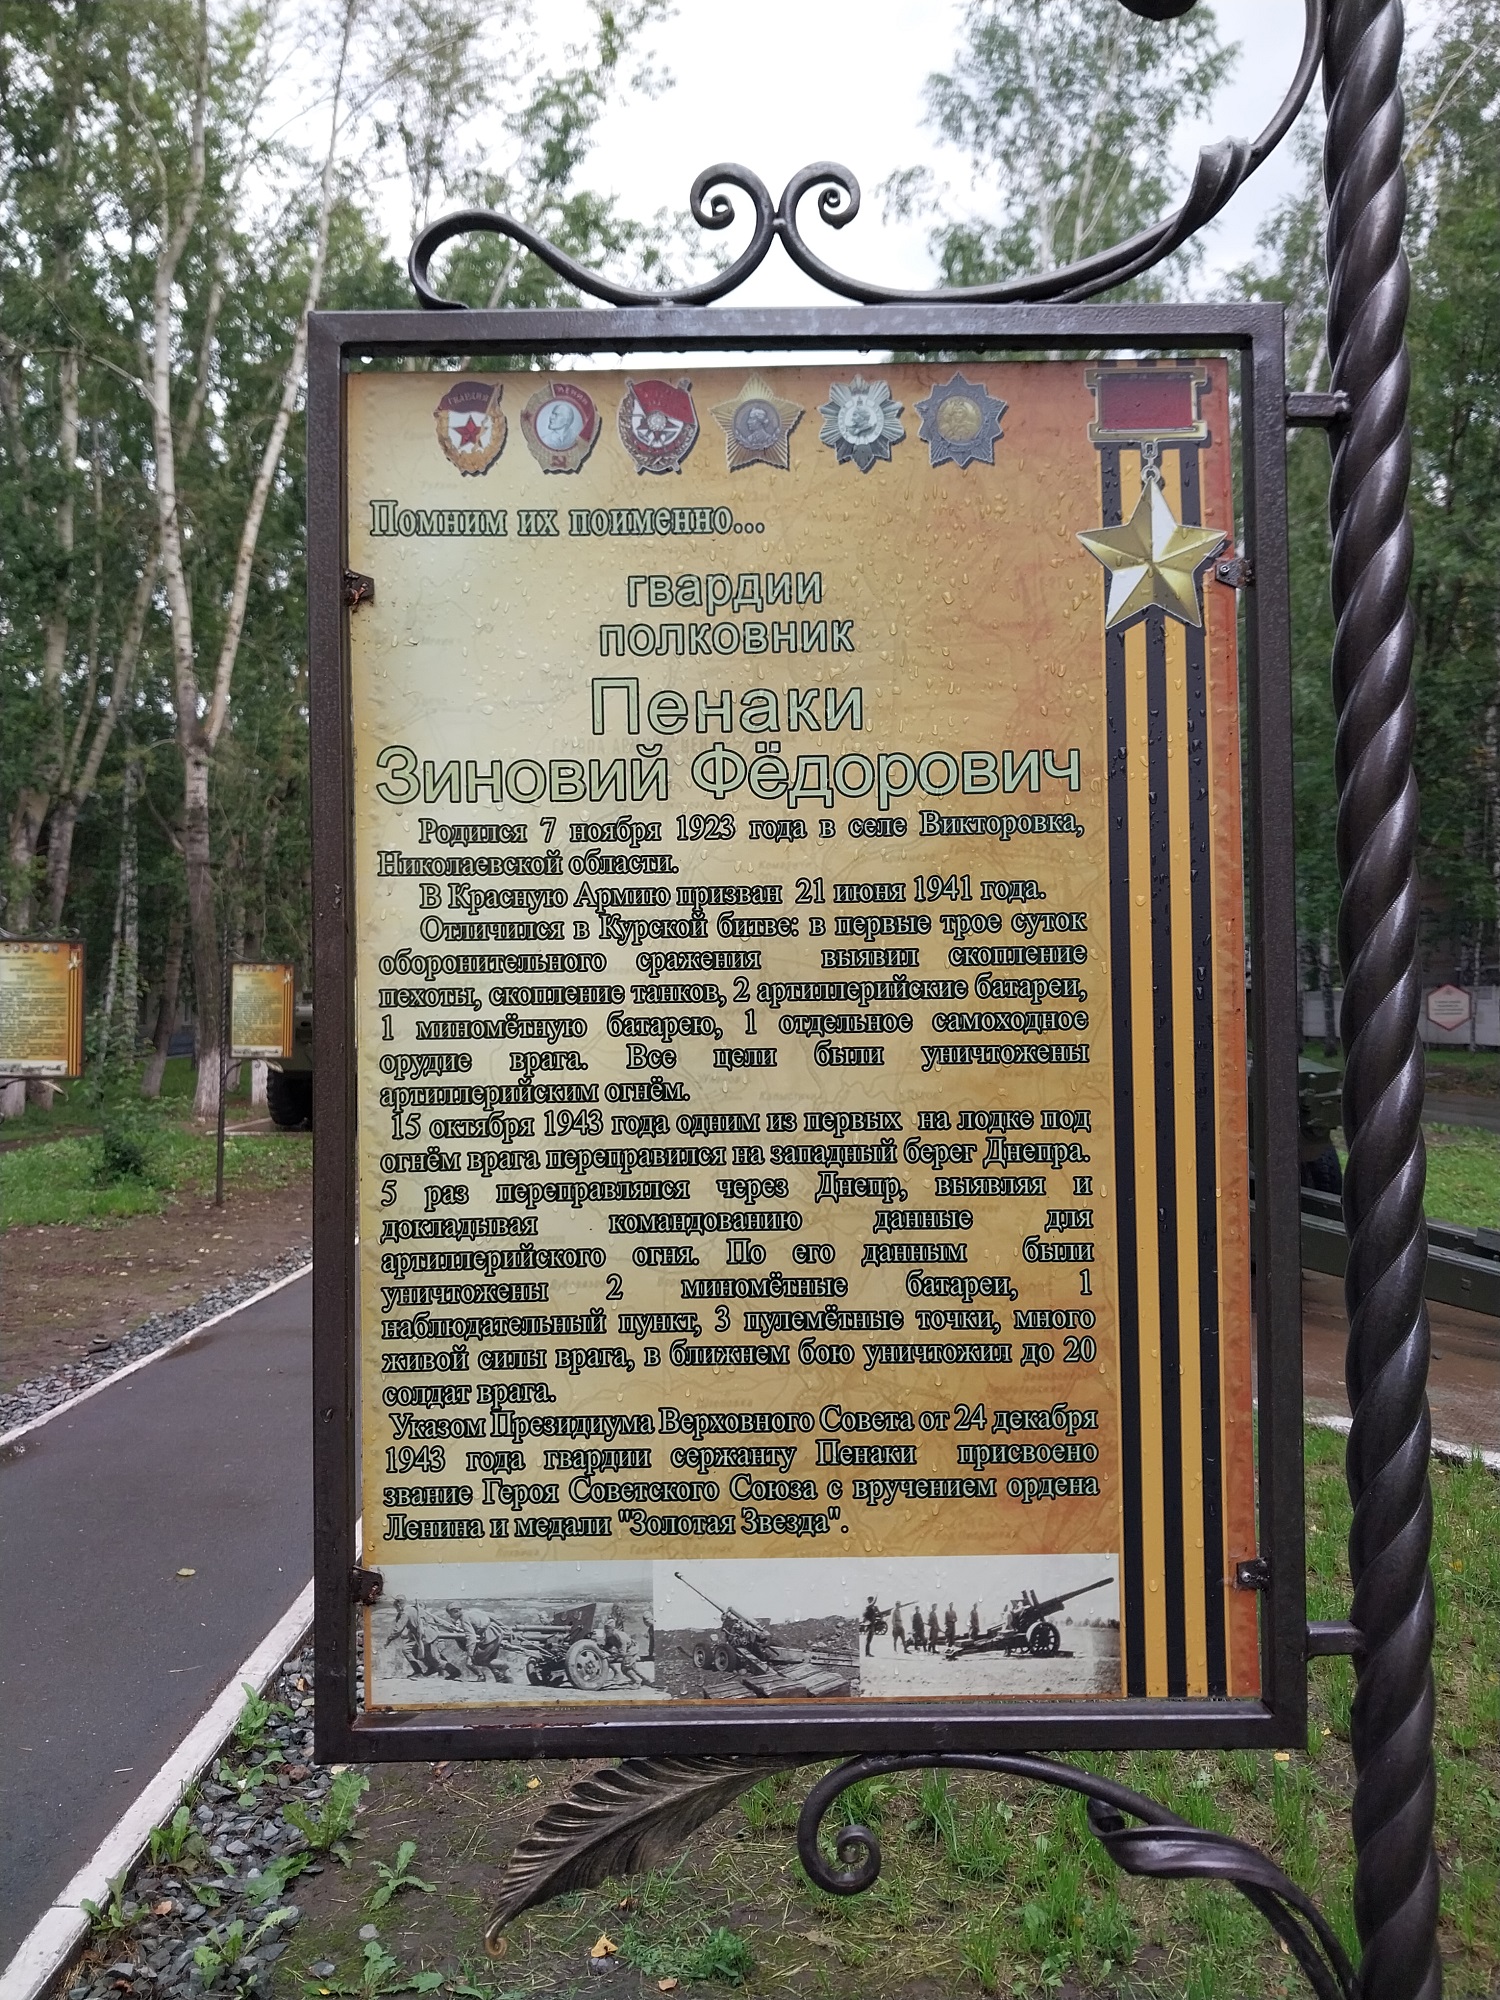 ГВАРДИЯ
ЛЕНИН
Помним их поименно...
гвардии
полковник
Пенаки
Зиновий Фёдорович
Родился 7 ноября 1923 года в селе Викторовка,
Николаевской области.
В Красную Армию призван 21 июня 1941 года.
Отличился в Курской битве: в первые трое суток
оборонительного сражения выявил скопление
пехоты, скопление танков, 2 артиллерийские батареи,
1 миномётную батарею, 1 отдельное самоходное
орудие врага. Все цели были уничтожены
артиллерийским огнём.
15 октября 1943 года одним из первых на лодке под
огнём врага переправился на западный берег Днепра.
5 раз переправлялся через Днепр, выявляя и
докладывая командованию данные для
артиллерийского огня. По его данным были
уничтожены 2 миномётные батареи, 1
наблюдательный пункт, 3 пулемётные точки, много
живой силы врага, в ближнем бою уничтожил до 20
солдат врага.
Указом Президиума Верховного Совета от 24 декабря
1943 года гвардии сержанту Пенаки присвоено
звание Героя Советского Союза с вручением ордена
Ленина и медали "Золотая Звезда".